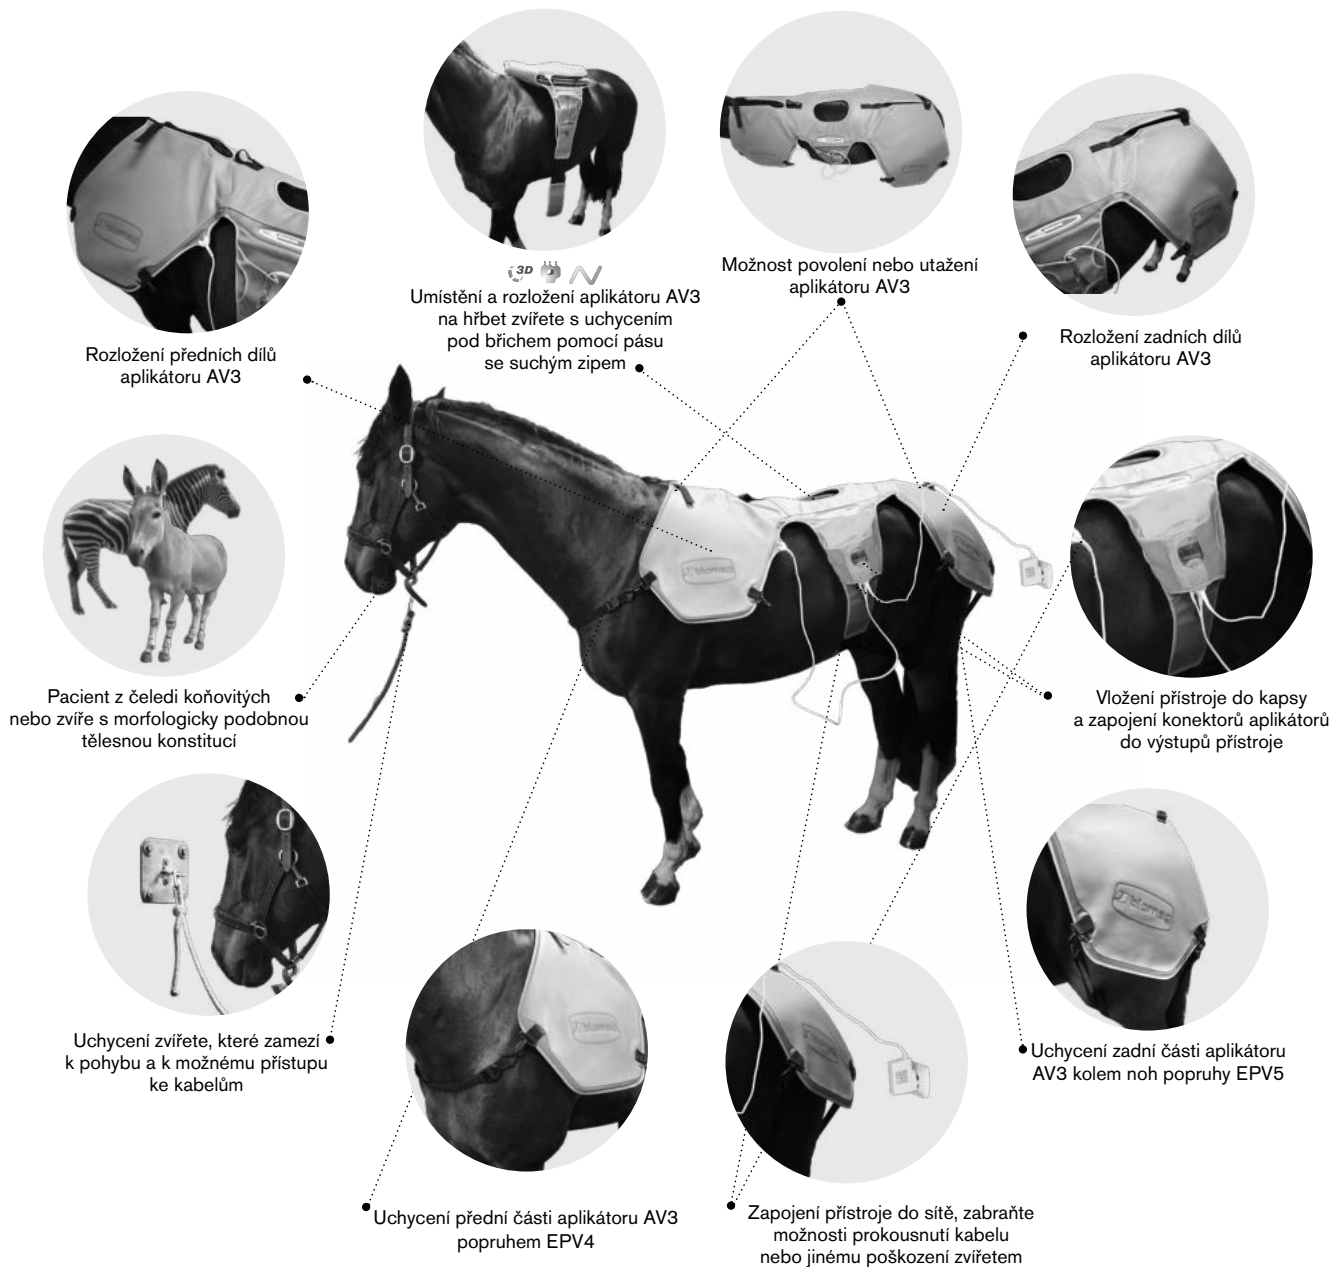 3D
Umístění a rozložení aplikátoru AV3
na hřbet zvířete s uchycením
pod břichem pomocí pásu
se suchým zipem
Možnost povolení nebo utažení
aplikátoru AV3
Rozložení předních dílů
aplikátoru AV3
Rozložení zadních dílů
aplikátoru AV3
Pacient z čeledi koňovitých
nebo zvíře s morfologicky podobnou
tělesnou konstitucí
Vložení přístroje do kapsy
a zapojení konektorů aplikátorů
do výstupů přístroje
Uchycení zvířete, které zamezí
k pohybu a k možnému přístupu
ke kabelům
Uchycení zadní části aplikátoru
AV3 kolem noh popruhy EPV5
Uchycení přední části aplikátoru AV3
popruhem EPV4
Zapojení přístroje do sítě, zabraňte
možnosti prokousnutí kabelu
nebo jinému poškození zvířetem